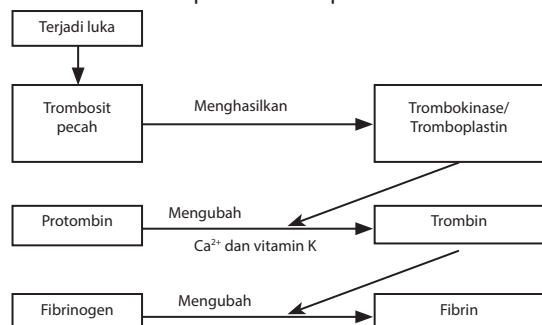 Terjadi luka
Trombosit
pecah
Menghasilkan
Trombokinase/
Tromboplastin
Protombin
Mengubah
Ca²⁺ dan vitamin K
Trombin
Fibrinogen
Mengubah
Fibrin